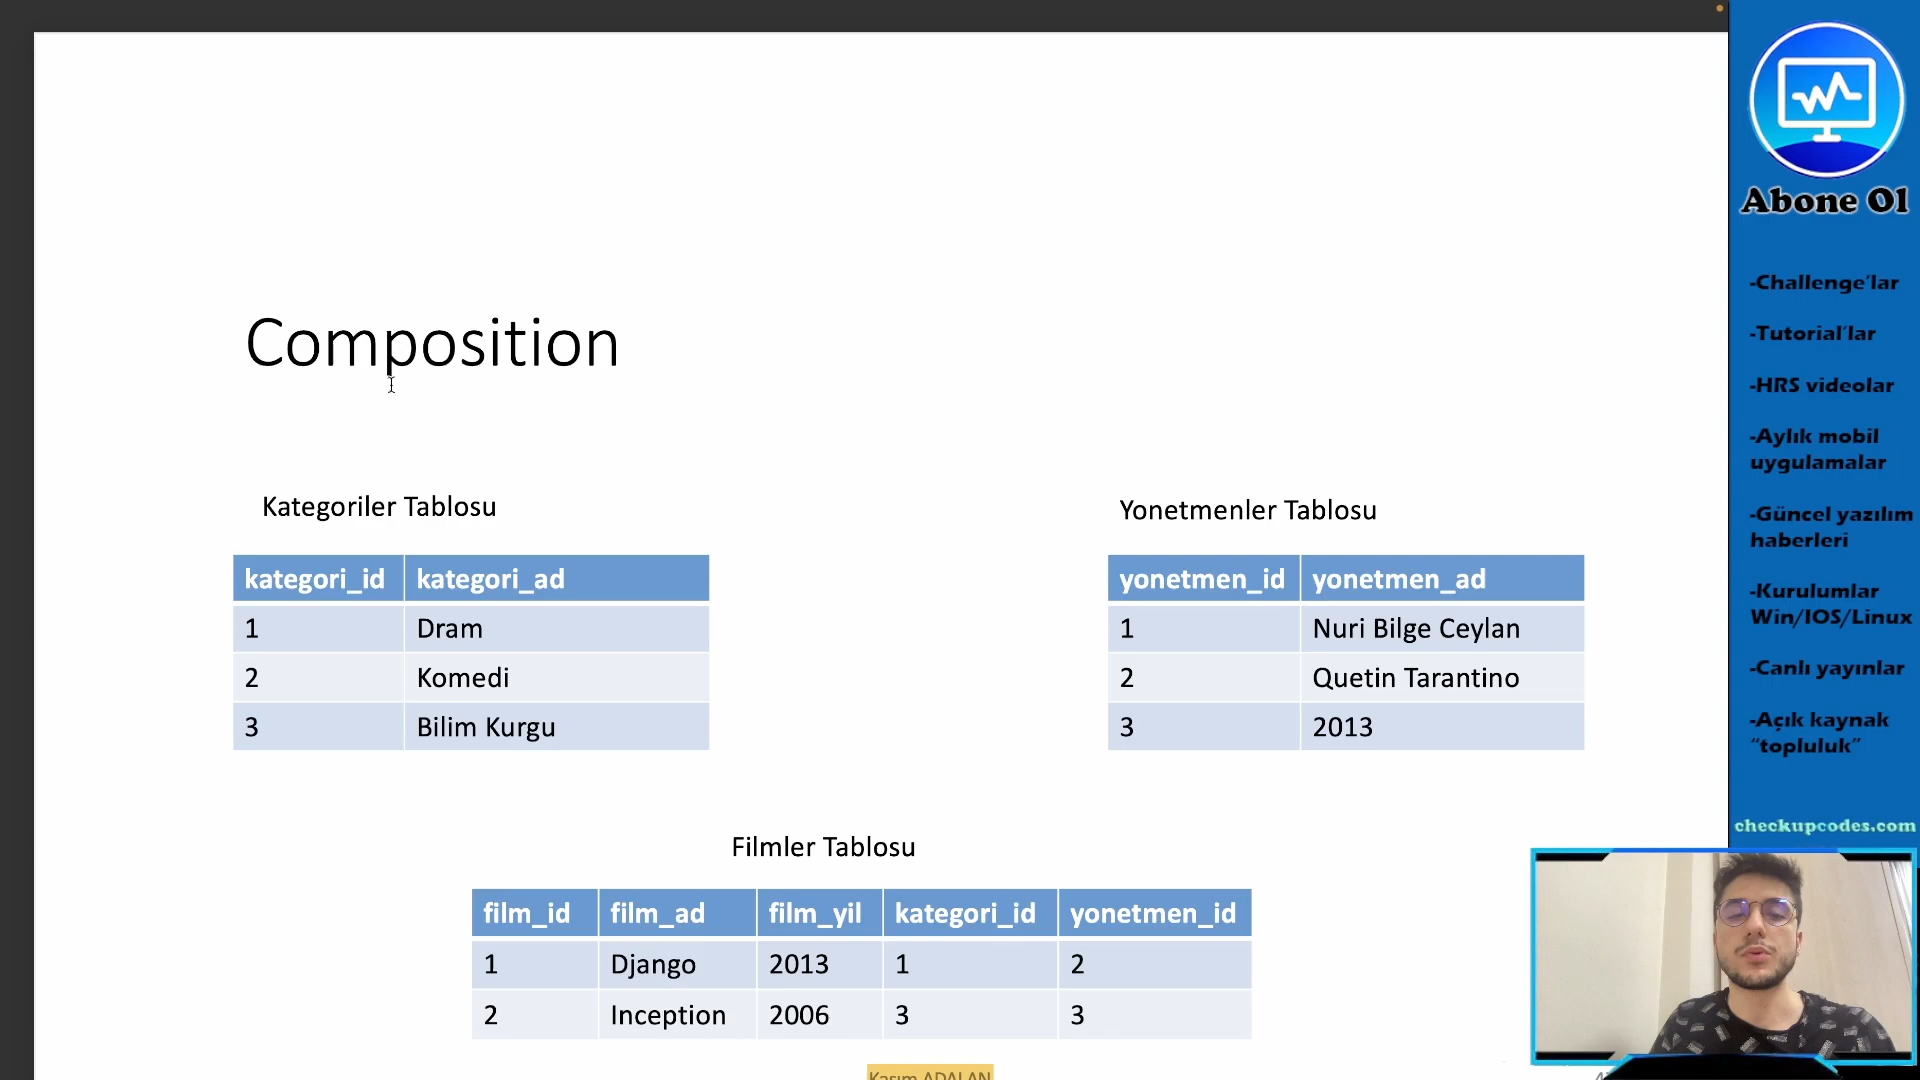 Composition
Kategoriler Tablosu
kategori_id kategori_ad
1 Dram
2 Komedi
3 Bilim Kurgu
Yonetmenler Tablosu
yonetmen_id yonetmen_ad
1 Nuri Bilge Ceylan
2 Quetin Tarantino
3 2013
Filmler Tablosu
film_id film_ad film_yil kategori_id yonetmen_id
1 Django 2013 1 2
2 Inception 2006 3 3
Kasım ADALAN
Abone Ol
-Challenge'lar
-Tutorial'lar
-HRS videolar
-Aylık mobil
uygulamalar
-Güncel yazılım
haberleri
-Kurulumlar
Win/IOS/Linux
-Canlı yayınlar
-Açık kaynak
"topluluk"
checkupcodes.com